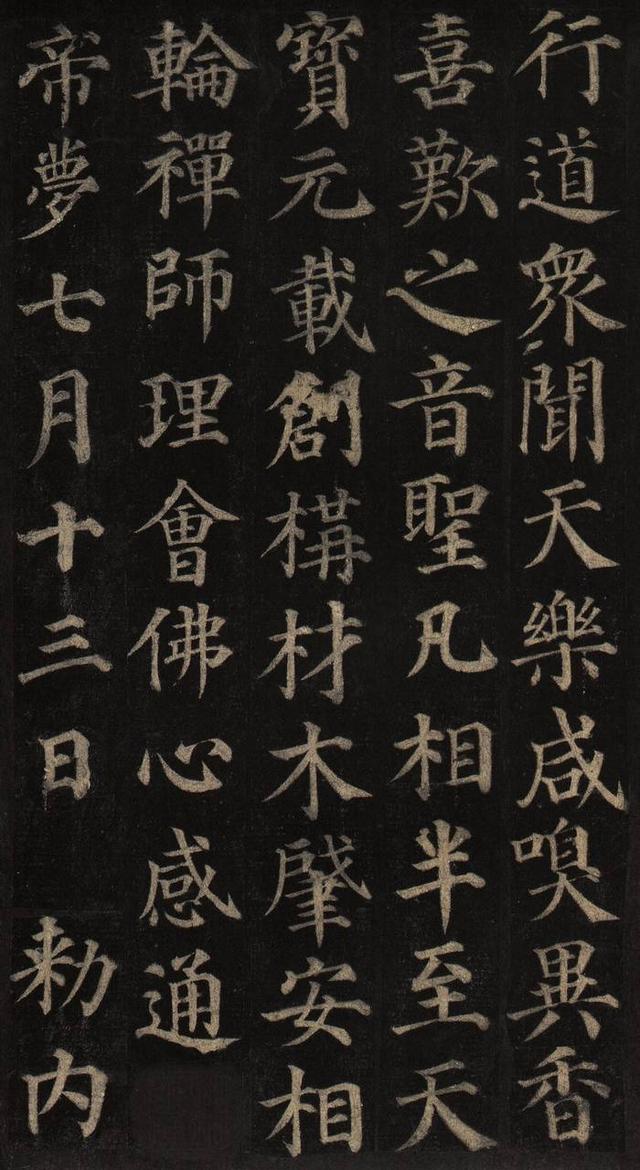 行道衆聞天樂咸嗅異香
喜歎之音聖凡相半至天
寶元載創構材木肇安相
輪禪師理會佛心感通
帝夢七月十三日 勅内